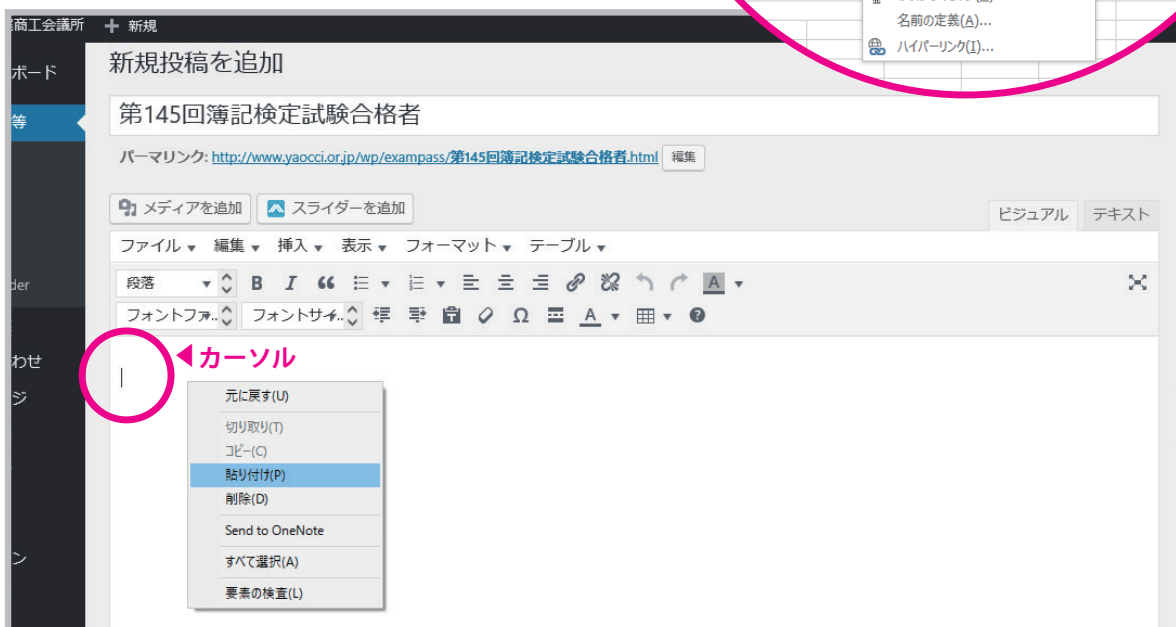 商工会議所 + 新規
名前の定義(A)...
ハイパーリンク(I)...
ボード
新規投稿を追加
等
第145回簿記検定試験合格者
パーマリンク: http://www.yaocci.or.jp/wp/exampass/第145回簿記検定試験合格者.html 編集
メディアを追加 スライダーを追加
ビジュアル テキスト
ファイル 編集 挿入 表示 フォーマット テーブル
der
段落 B I
フォントファ.. フォントサイ.. Ω A
わせ
カーソル
ジ
元に戻す(U)
切り取り(T)
コピー(C)
貼り付け(P)
削除(D)
Send to OneNote
すべて選択(A)
ン
要素の検査(L)